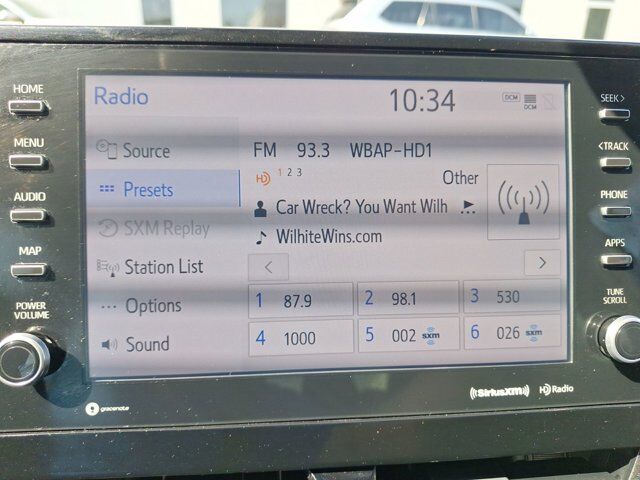 HOME
MENU
AUDIO
MAP
POWER
VOLUME
Radio
10:34
DCM
DCM
Source
Presets
SXM Replay
Station List
Options
Sound
FM 93.3 WBAP-HD1
HD 1 2 3
Other
Car Wreck? You Want Wilh
WilhiteWins.com
1 87.9
2 98.1
3 530
4 1000
5 002 sxm
6 026 sxm
SEEK>
<TRACK
PHONE
APPS
TUNE
SCROLL
gracenote
((SiriusXM))
HD Radio